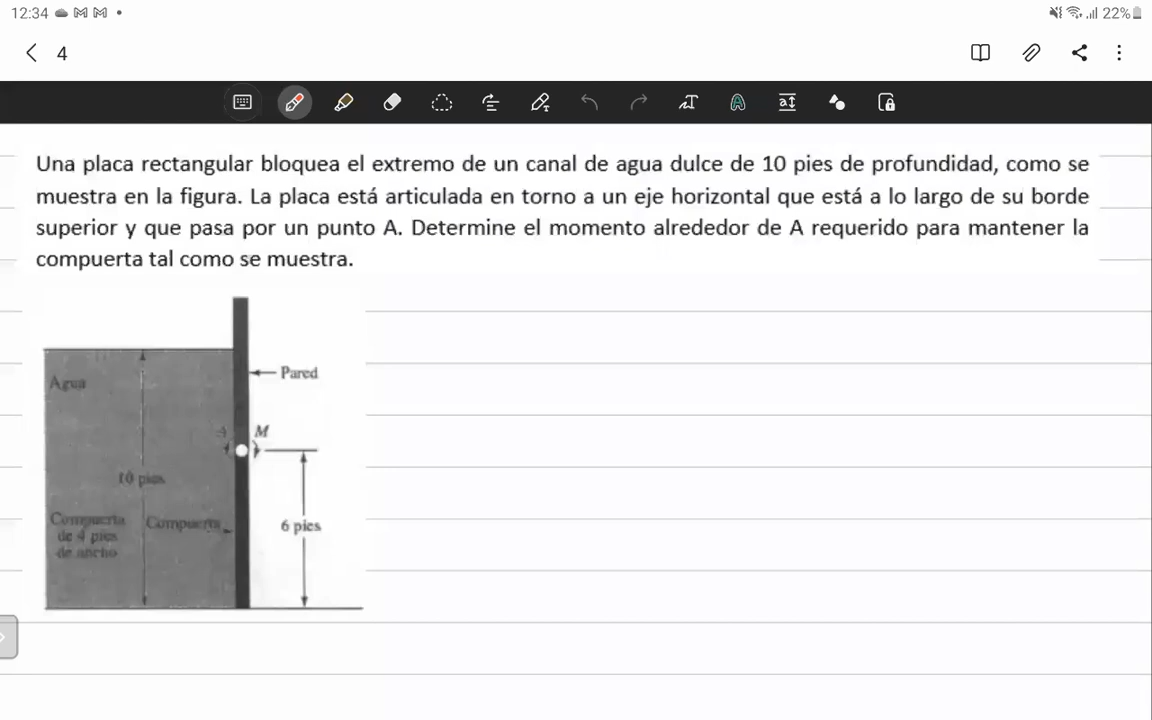 12:34 22%
4
Una placa rectangular bloquea el extremo de un canal de agua dulce de 10 pies de profundidad, como se
muestra en la figura. La placa está articulada en torno a un eje horizontal que está a lo largo de su borde
superior y que pasa por un punto A. Determine el momento alrededor de A requerido para mantener la
compuerta tal como se muestra.
Agua
Pared
A M
10 pies
Compuerta
de 4 pies
de ancho
Compuerta
6 pies